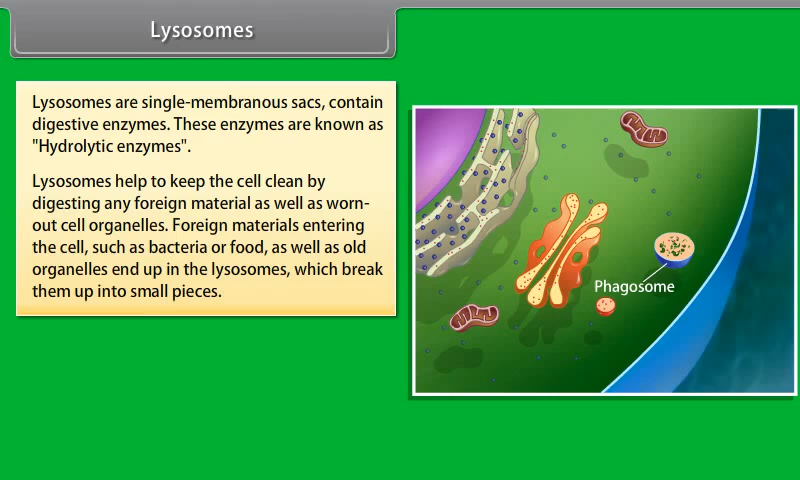 Lysosomes
Lysosomes are single-membranous sacs, contain
digestive enzymes. These enzymes are known as
"Hydrolytic enzymes".
Lysosomes help to keep the cell clean by
digesting any foreign material as well as worn-
out cell organelles. Foreign materials entering
the cell, such as bacteria or food, as well as old
organelles end up in the lysosomes, which break
them up into small pieces.
Phagosome